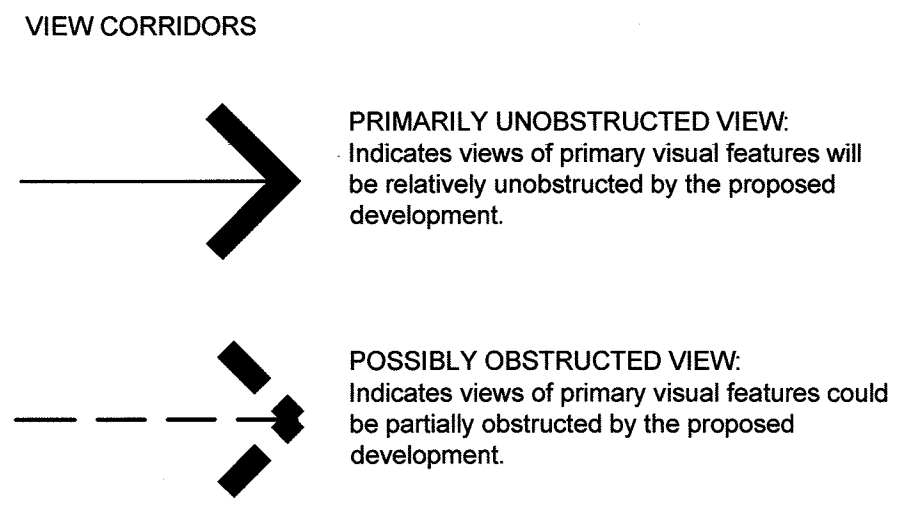 VIEW CORRIDORS
PRIMARILY UNOBSTRUCTED VIEW:
Indicates views of primary visual features will
be relatively unobstructed by the proposed
development.
POSSIBLY OBSTRUCTED VIEW:
Indicates views of primary visual features could
be partially obstructed by the proposed
development.